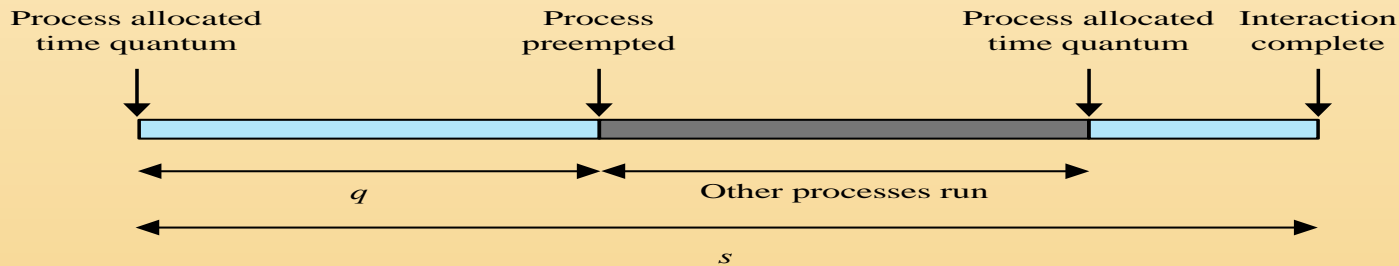 Process allocated
time quantum
Process
preempted
Process allocated
time quantum
Interaction
complete
q
Other processes run
s